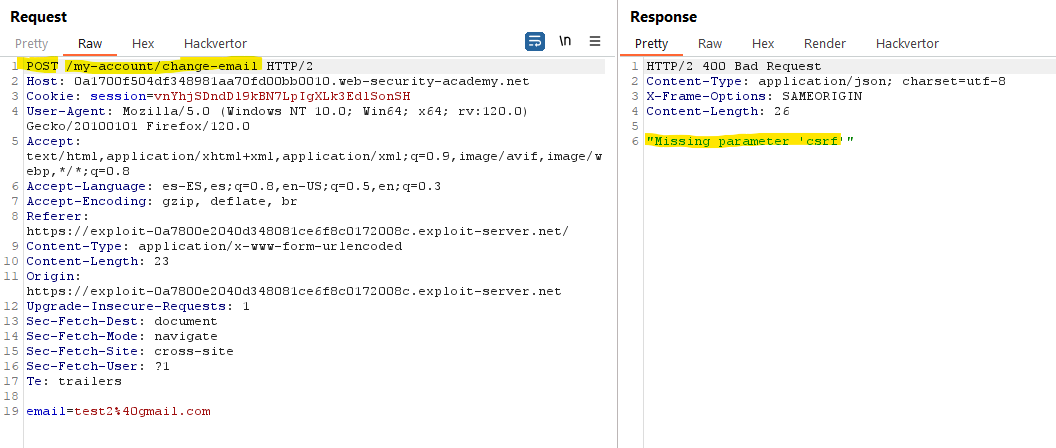 Request
Pretty Raw Hex Hackvertor \n
1 POST /my-account/change-email HTTP/2
2 Host: 0a1700f504df348981aa70fd00bb0010.web-security-academy.net
3 Cookie: session=vnYhjSDndD19kBN7LpIgXLk3Ed1SonSH
4 User-Agent: Mozilla/5.0 (Windows NT 10.0; Win64; x64; rv:120.0)
Gecko/20100101 Firefox/120.0
5 Accept:
text/html,application/xhtml+xml,application/xml;q=0.9,image/avif,image/w
ebp,*/*;q=0.8
6 Accept-Language: es-ES,es;q=0.8,en-US;q=0.5,en;q=0.3
7 Accept-Encoding: gzip, deflate, br
8 Referer:
https://exploit-0a7800e2040d348081ce6f8c0172008c.exploit-server.net/
9 Content-Type: application/x-www-form-urlencoded
10 Content-Length: 23
11 Origin:
https://exploit-0a7800e2040d348081ce6f8c0172008c.exploit-server.net
12 Upgrade-Insecure-Requests: 1
13 Sec-Fetch-Dest: document
14 Sec-Fetch-Mode: navigate
15 Sec-Fetch-Site: cross-site
16 Sec-Fetch-User: ?1
17 Te: trailers
18
19 email=test2%40gmail.com
Response
Pretty Raw Hex Render Hackvertor
1 HTTP/2 400 Bad Request
2 Content-Type: application/json; charset=utf-8
3 X-Frame-Options: SAMEORIGIN
4 Content-Length: 26
5
6 "Missing parameter 'csrf'"